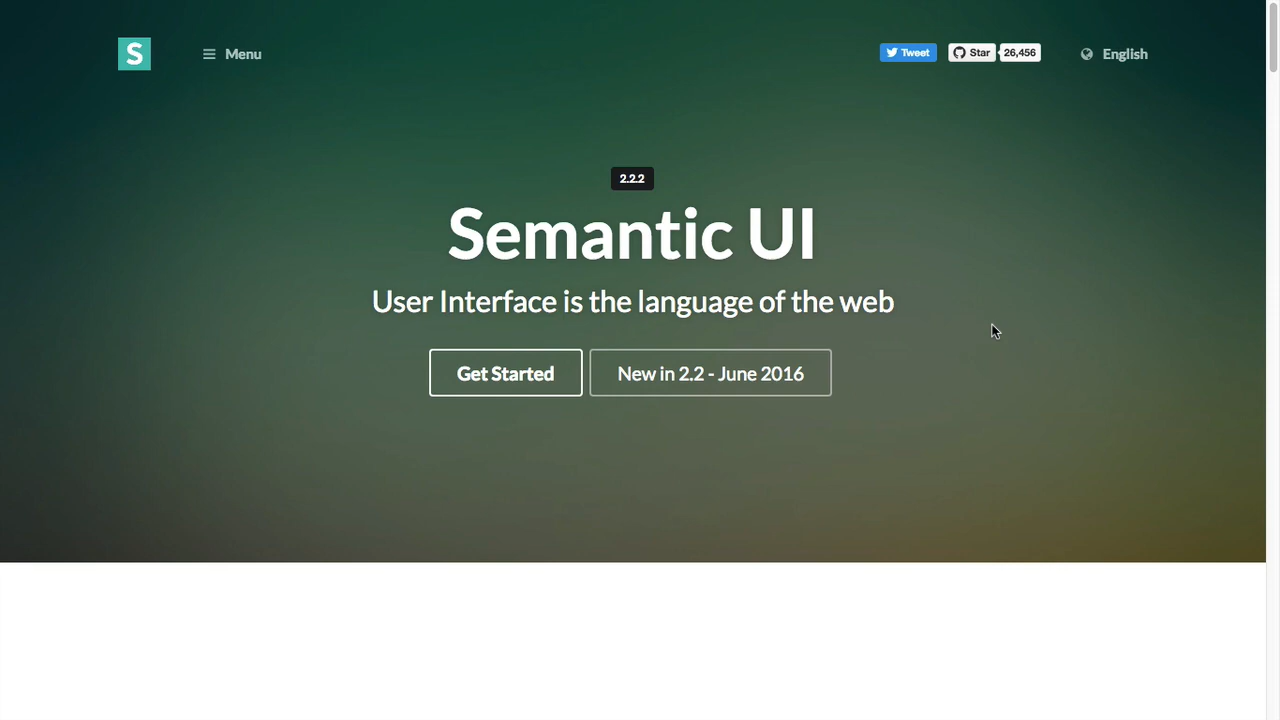 S
Menu
Tweet
Star
26,456
English
2.2.2
Semantic UI
User Interface is the language of the web
Get Started
New in 2.2 - June 2016